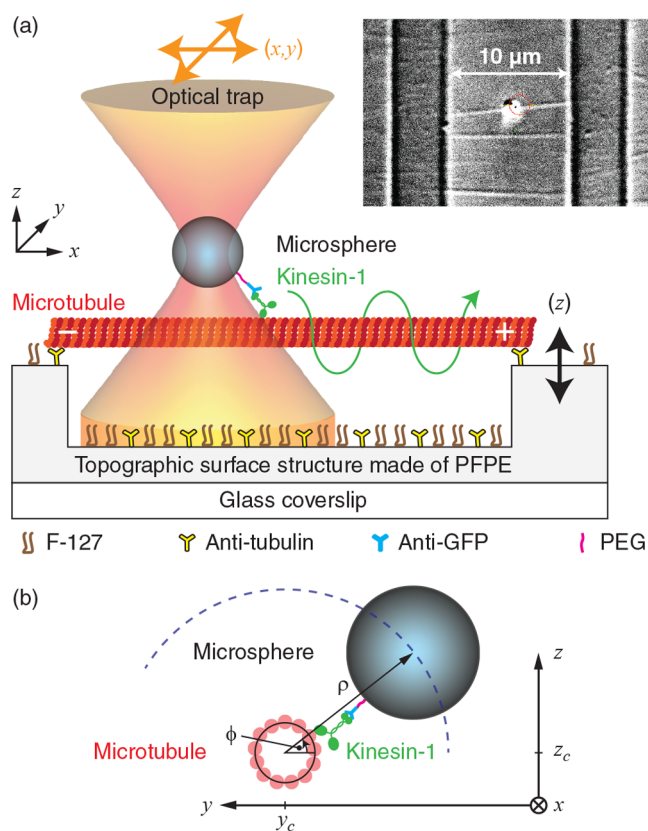 (a)
(x,y)
Optical trap
10 μm
z
y
x
Microsphere
Kinesin-1
Microtubule
(z)
− +
Topographic surface structure made of PFPE
Glass coverslip
F-127 Anti-tubulin Anti-GFP PEG
(b)
Microsphere
z
ρ
ϕ
Microtubule
Kinesin-1
z_c
y
x
y_c